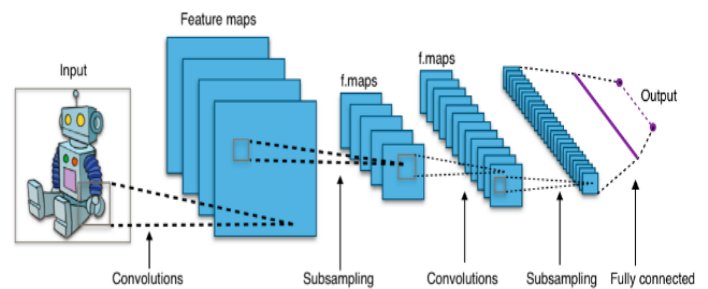 Feature maps
Input
f.maps
f.maps
Output
Convolutions
Subsampling
Convolutions
Subsampling
Fully connected